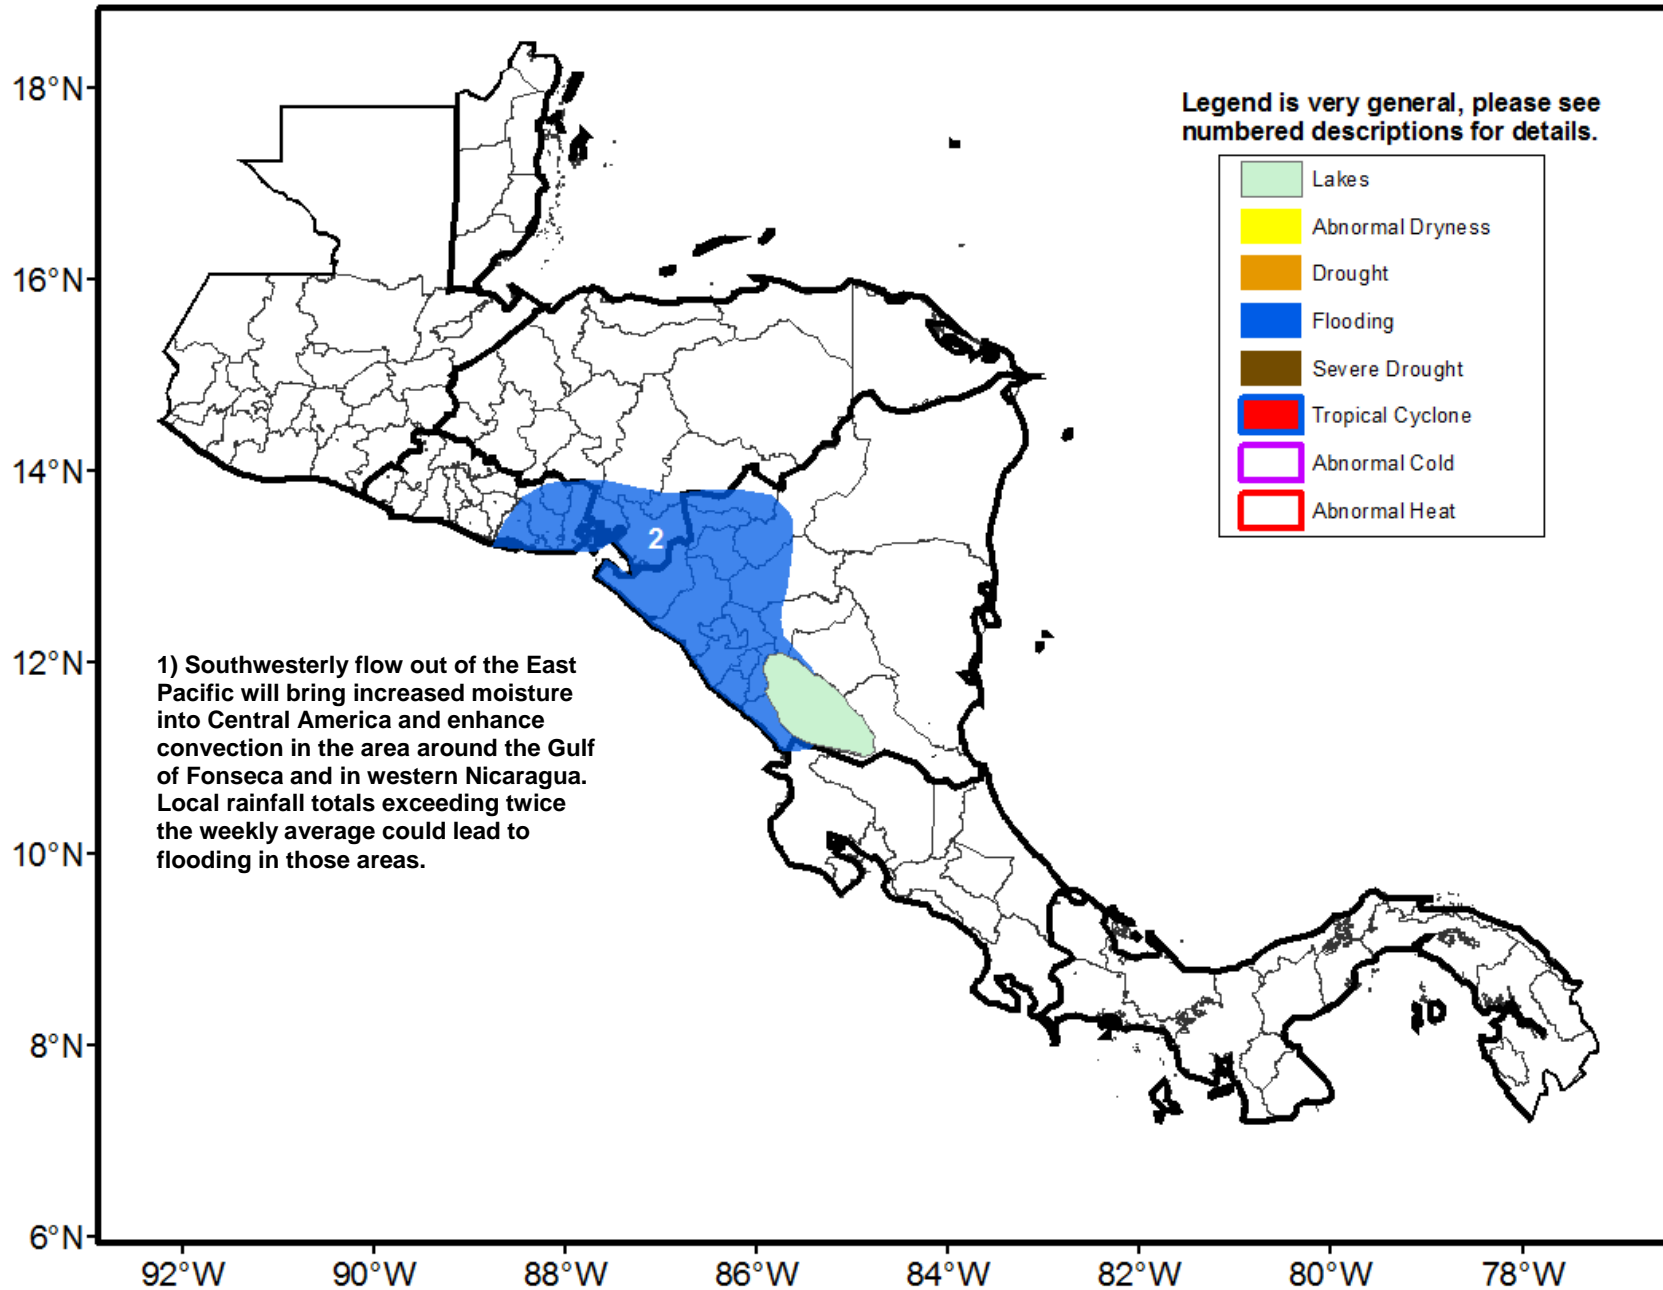 18°N
16°N
14°N
12°N
10°N
8°N
6°N
92°W
90°W
88°W
86°W
84°W
82°W
80°W
78°W
Legend is very general, please see
numbered descriptions for details.
Lakes
Abnormal Dryness
Drought
Flooding
Severe Drought
Tropical Cyclone
Abnormal Cold
Abnormal Heat
2
1) Southwesterly flow out of the East
Pacific will bring increased moisture
into Central America and enhance
convection in the area around the Gulf
of Fonseca and in western Nicaragua.
Local rainfall totals exceeding twice
the weekly average could lead to
flooding in those areas.